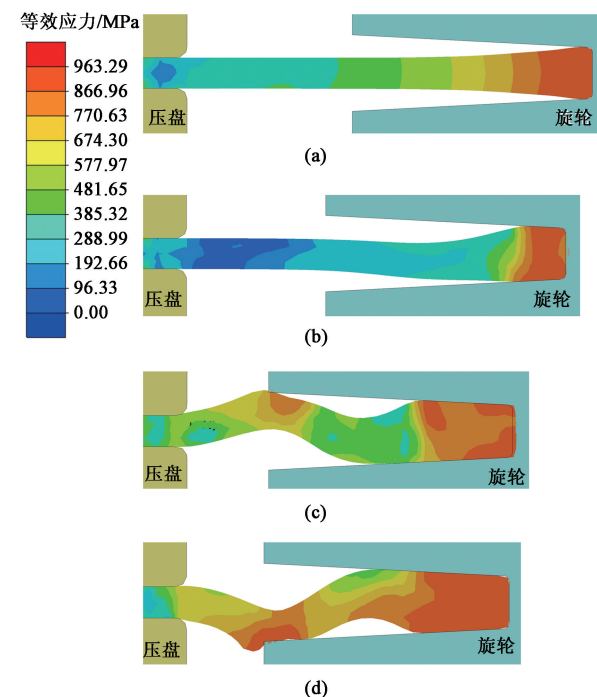 等效应力/MPa
963.29
866.96
770.63
674.30
577.97
481.65
385.32
288.99
192.66
96.33
0.00
压盘
旋轮
(a)
压盘
旋轮
(b)
压盘
旋轮
(c)
压盘
旋轮
(d)